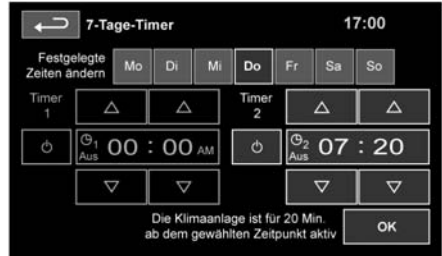 7-Tage-Timer 17:00
Festgelegte
Zeiten ändern
Mo Di Mi Do Fr Sa So
Timer
1
Timer
2
1
Aus
00 : 00 AM
2
Aus
07 : 20
Die Klimaanlage ist für 20 Min.
ab dem gewählten Zeitpunkt aktiv
OK